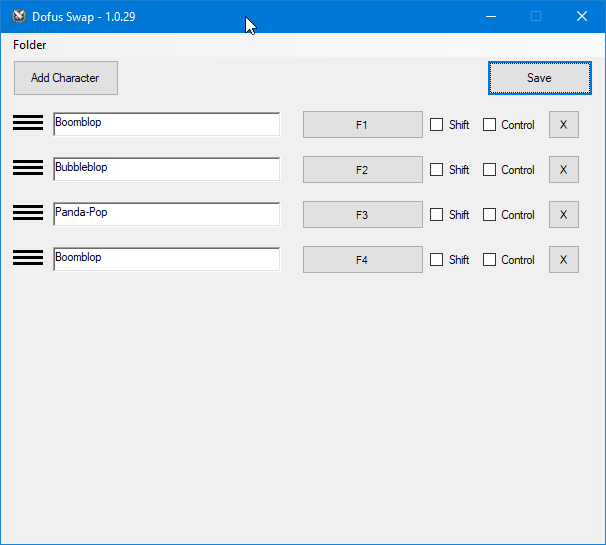 Dofus Swap - 1.0.29
Folder
Add Character Save
Boomblop F1 Shift Control X
Bubbleblop F2 Shift Control X
Panda-Pop F3 Shift Control X
Boomblop F4 Shift Control X